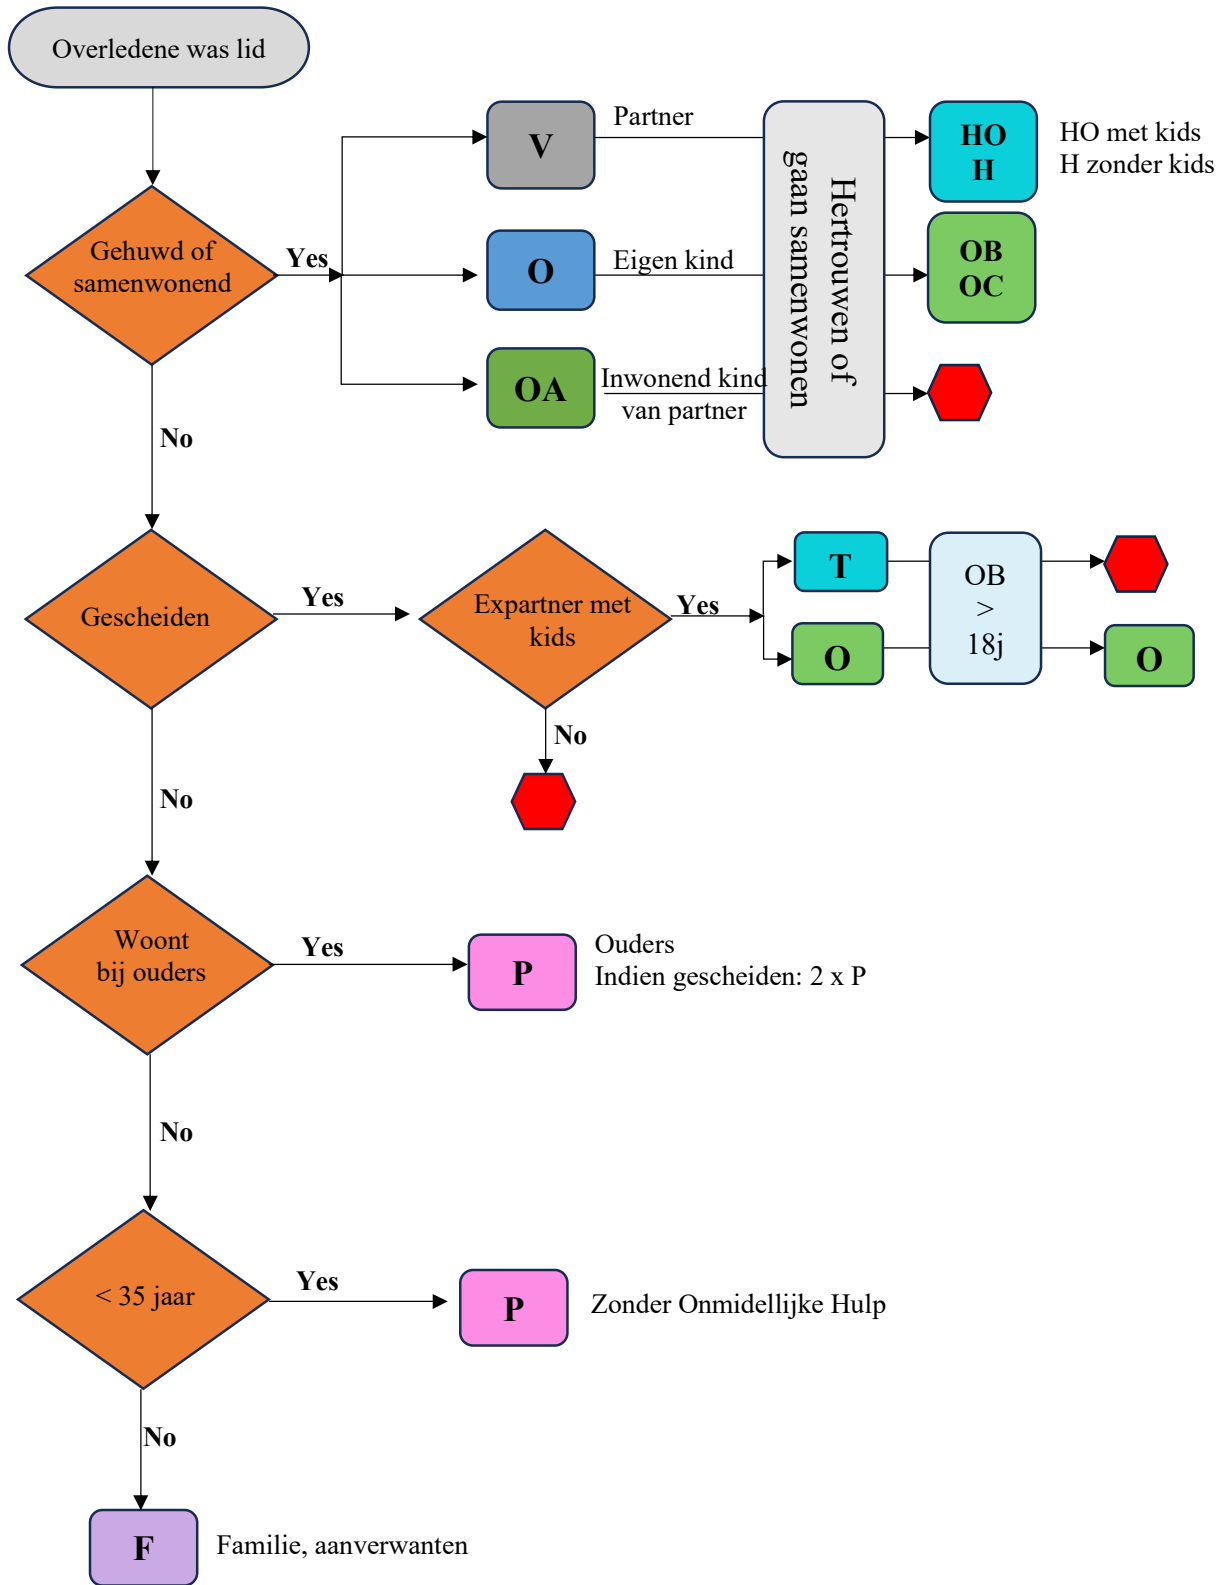 Overledene was lid
Gehuwd of
samenwonend
Yes
V
Partner
O
Eigen kind
OA
Inwonend kind
van partner
Hertrouwen of
gaan samenwonen
HO
H
HO met kids
H zonder kids
OB
OC
No
Gescheiden
Yes
Expartner met
kids
Yes
T
O
OB
>
18j
O
No
No
Woont
bij ouders
Yes
P
Ouders
Indien gescheiden: 2 x P
No
< 35 jaar
Yes
P
Zonder Onmidellijke Hulp
No
F
Familie, aanverwanten